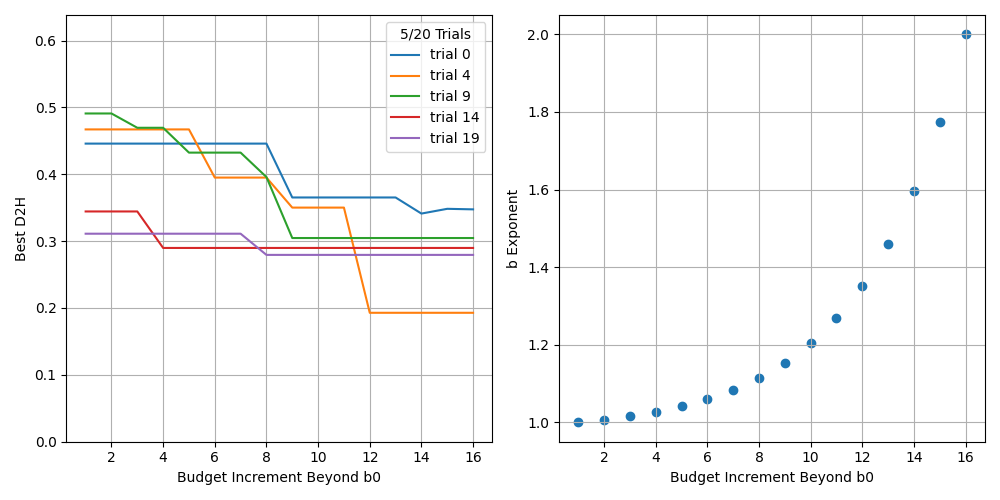 0.6
0.5
0.4
0.3
0.2
0.1
0.0
Best D2H
2 4 6 8 10 12 14 16
Budget Increment Beyond b0
5/20 Trials
trial 0
trial 4
trial 9
trial 14
trial 19
2.0
1.8
1.6
1.4
1.2
1.0
b Exponent
2 4 6 8 10 12 14 16
Budget Increment Beyond b0